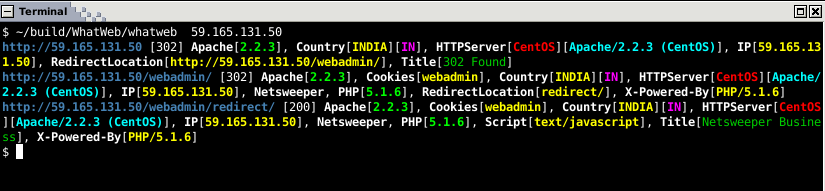 Terminal
$ ~/build/WhatWeb/whatweb  59.165.131.50
http://59.165.131.50 [302] Apache[2.2.3], Country[INDIA][IN], HTTPServer[CentOS][Apache/2.2.3 (CentOS)], IP[59.165.13
1.50], RedirectLocation[http://59.165.131.50/webadmin/], Title[302 Found]
http://59.165.131.50/webadmin/ [302] Apache[2.2.3], Cookies[webadmin], Country[INDIA][IN], HTTPServer[CentOS][Apache/
2.2.3 (CentOS)], IP[59.165.131.50], Netsweeper, PHP[5.1.6], RedirectLocation[redirect/], X-Powered-By[PHP/5.1.6]
http://59.165.131.50/webadmin/redirect/ [200] Apache[2.2.3], Cookies[webadmin], Country[INDIA][IN], HTTPServer[CentOS
][Apache/2.2.3 (CentOS)], IP[59.165.131.50], Netsweeper, PHP[5.1.6], Script[text/javascript], Title[Netsweeper Busine
ss], X-Powered-By[PHP/5.1.6]
$